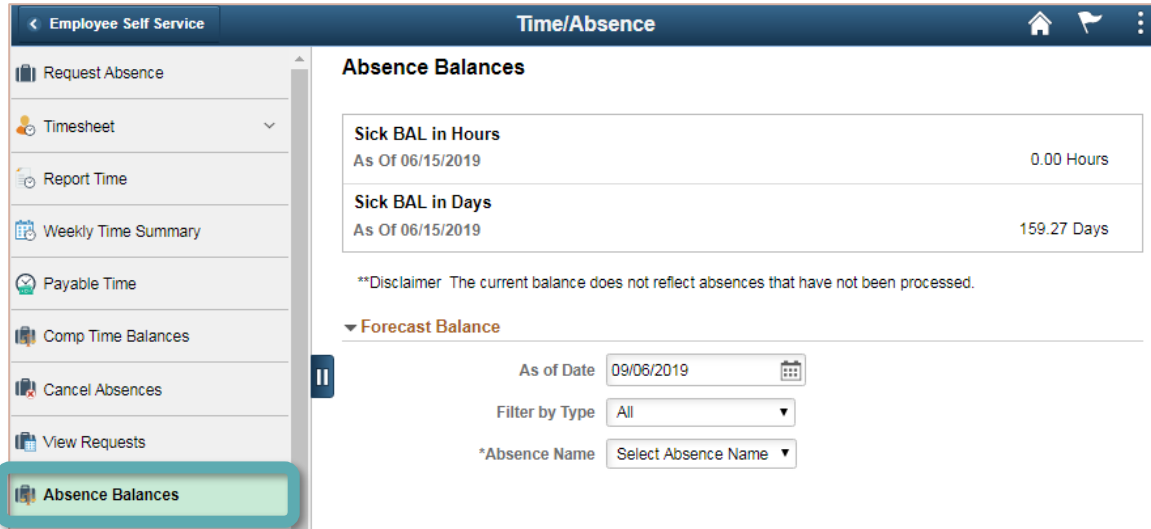 Employee Self Service
Time/Absence
Request Absence
Timesheet
Report Time
Weekly Time Summary
Payable Time
Comp Time Balances
Cancel Absences
View Requests
Absence Balances
Absence Balances
Sick BAL in Hours
As Of 06/15/2019
0.00 Hours
Sick BAL in Days
As Of 06/15/2019
159.27 Days
**Disclaimer The current balance does not reflect absences that have not been processed.
Forecast Balance
As of Date 09/06/2019
Filter by Type All
*Absence Name Select Absence Name